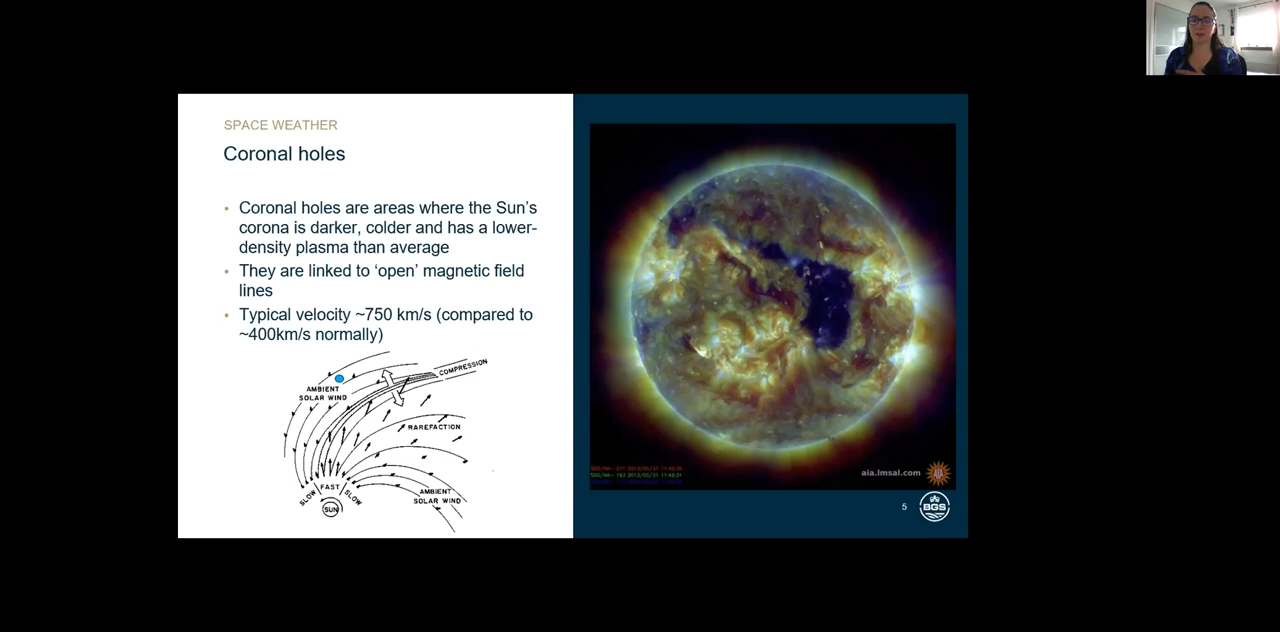 SPACE WEATHER
Coronal holes
• Coronal holes are areas where the Sun's
corona is darker, colder and has a lower-
density plasma than average
• They are linked to 'open' magnetic field
lines
• Typical velocity ~750 km/s (compared to
~400km/s normally)
COMPRESSION
AMBIENT
SOLAR WIND
RAREFACTION
AMBIENT
SOLAR WIND
SLOW
FAST
SLOW
SUN
aia.lmsal.com
5
BGS